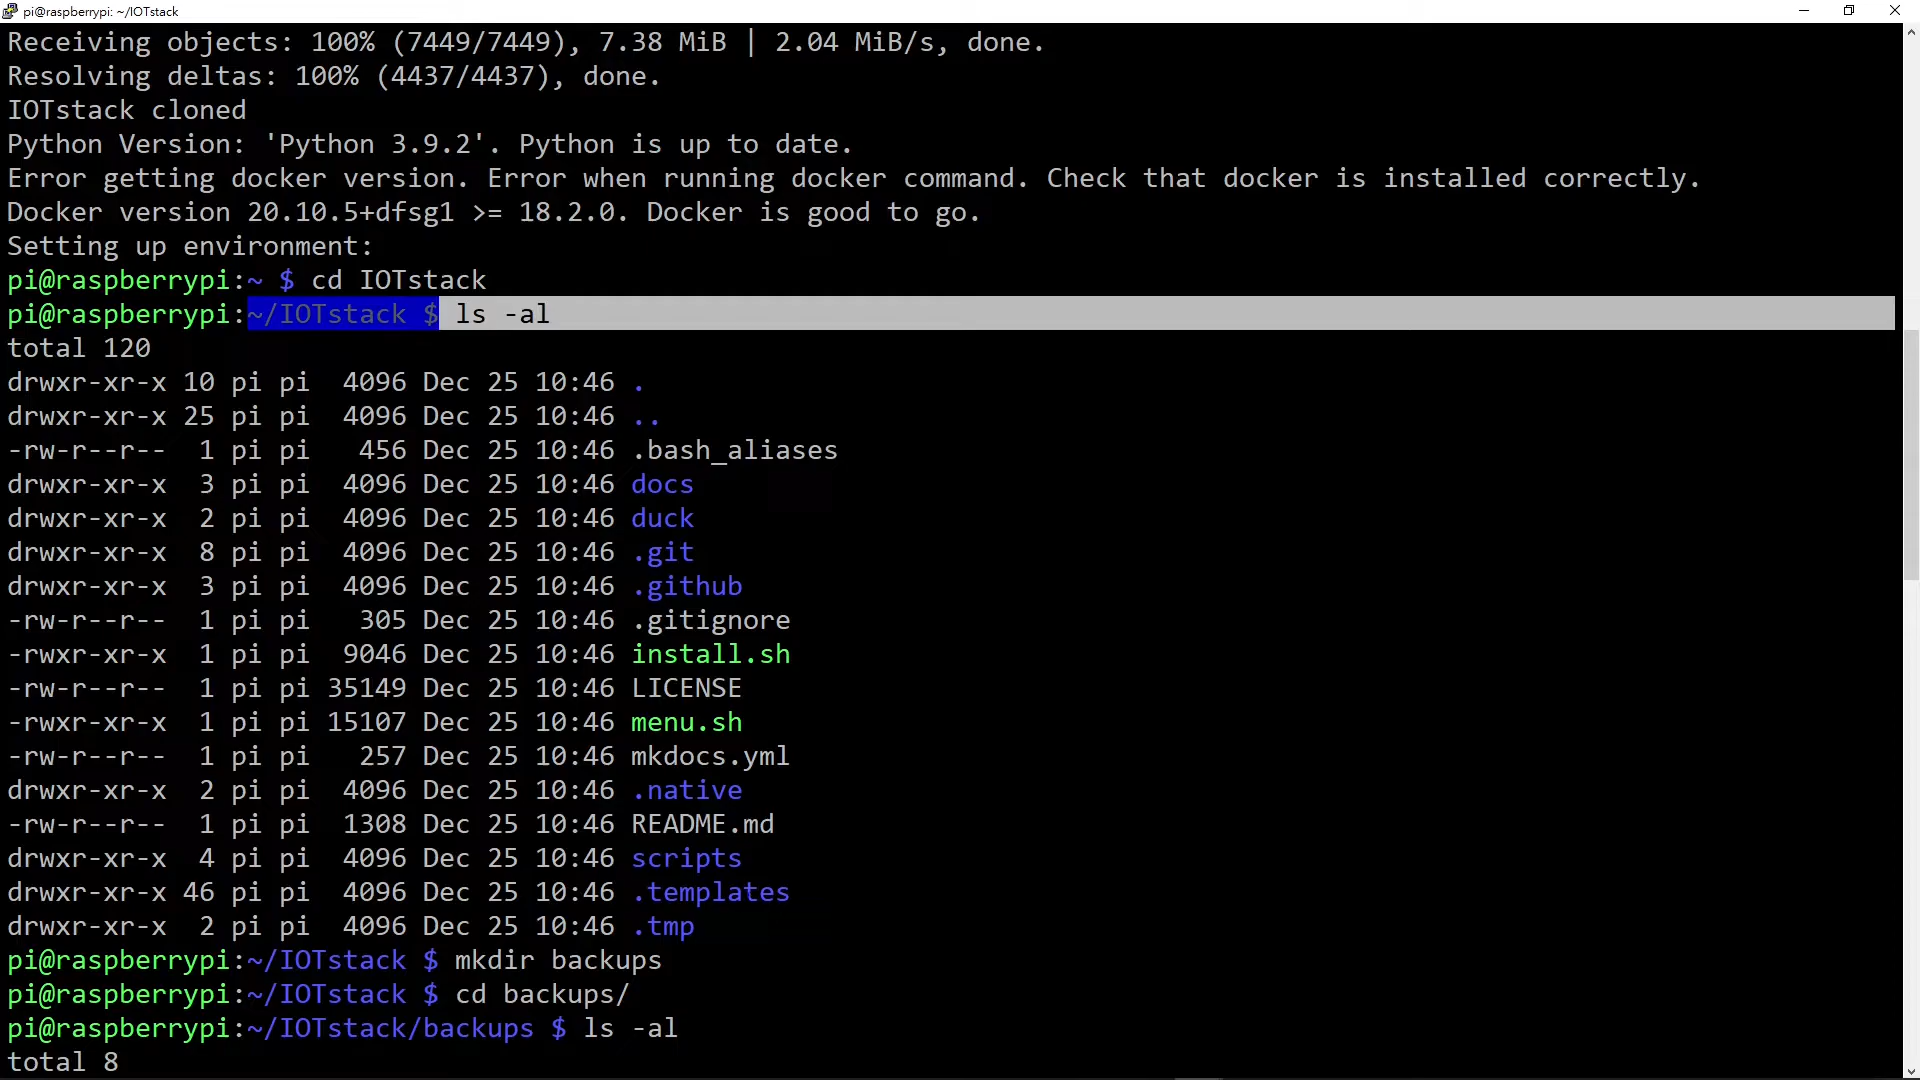 pi@raspberrypi: ~/IOTstack
Receiving objects: 100% (7449/7449), 7.38 MiB | 2.04 MiB/s, done.
Resolving deltas: 100% (4437/4437), done.
IOTstack cloned
Python Version: 'Python 3.9.2'. Python is up to date.
Error getting docker version. Error when running docker command. Check that docker is installed correctly.
Docker version 20.10.5+dfsg1 >= 18.2.0. Docker is good to go.
Setting up environment:
pi@raspberrypi:~ $ cd IOTstack
pi@raspberrypi:~/IOTstack $ ls -al
total 120
drwxr-xr-x 10 pi pi  4096 Dec 25 10:46 .
drwxr-xr-x 25 pi pi  4096 Dec 25 10:46 ..
-rw-r--r--  1 pi pi   456 Dec 25 10:46 .bash_aliases
drwxr-xr-x  3 pi pi  4096 Dec 25 10:46 docs
drwxr-xr-x  2 pi pi  4096 Dec 25 10:46 duck
drwxr-xr-x  8 pi pi  4096 Dec 25 10:46 .git
drwxr-xr-x  3 pi pi  4096 Dec 25 10:46 .github
-rw-r--r--  1 pi pi   305 Dec 25 10:46 .gitignore
-rwxr-xr-x  1 pi pi  9046 Dec 25 10:46 install.sh
-rw-r--r--  1 pi pi 35149 Dec 25 10:46 LICENSE
-rwxr-xr-x  1 pi pi 15107 Dec 25 10:46 menu.sh
-rw-r--r--  1 pi pi   257 Dec 25 10:46 mkdocs.yml
drwxr-xr-x  2 pi pi  4096 Dec 25 10:46 .native
-rw-r--r--  1 pi pi  1308 Dec 25 10:46 README.md
drwxr-xr-x  4 pi pi  4096 Dec 25 10:46 scripts
drwxr-xr-x 46 pi pi  4096 Dec 25 10:46 .templates
drwxr-xr-x  2 pi pi  4096 Dec 25 10:46 .tmp
pi@raspberrypi:~/IOTstack $ mkdir backups
pi@raspberrypi:~/IOTstack $ cd backups/
pi@raspberrypi:~/IOTstack/backups $ ls -al
total 8